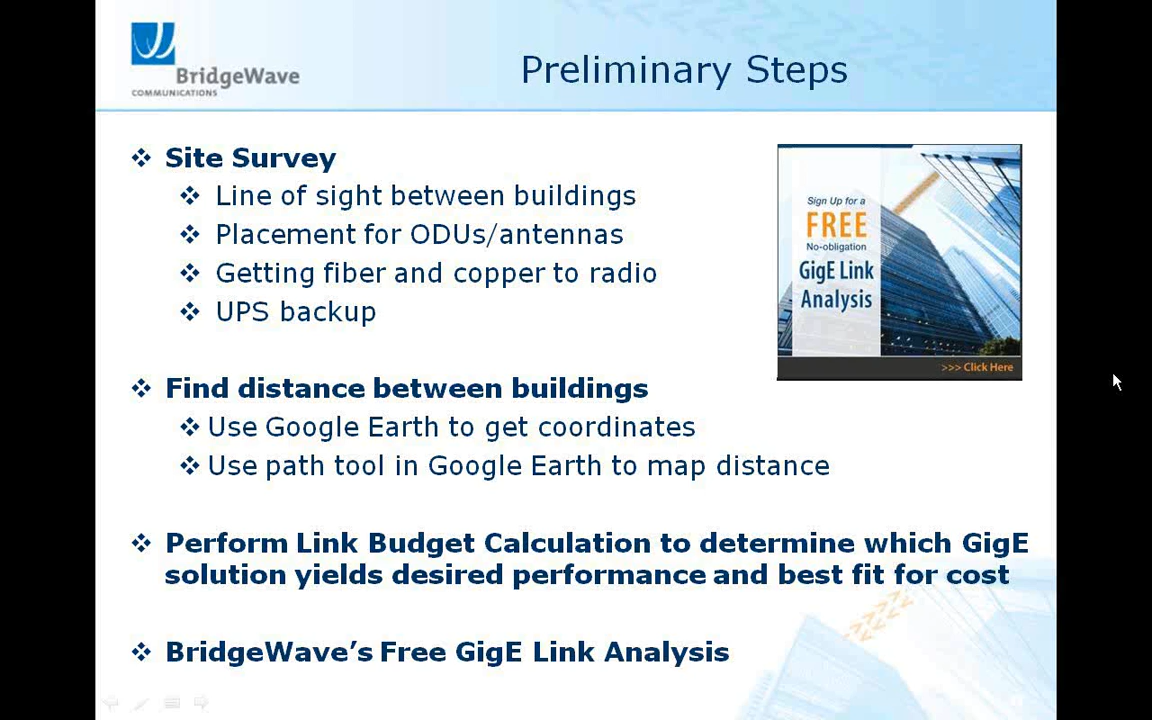 BridgeWave
COMMUNICATIONS
Preliminary Steps
Site Survey
Line of sight between buildings
Placement for ODUs/antennas
Getting fiber and copper to radio
UPS backup
Sign Up for a
FREE
No-obligation
GigE Link
Analysis
>>> Click Here
Find distance between buildings
Use Google Earth to get coordinates
Use path tool in Google Earth to map distance
Perform Link Budget Calculation to determine which GigE
solution yields desired performance and best fit for cost
BridgeWave’s Free GigE Link Analysis